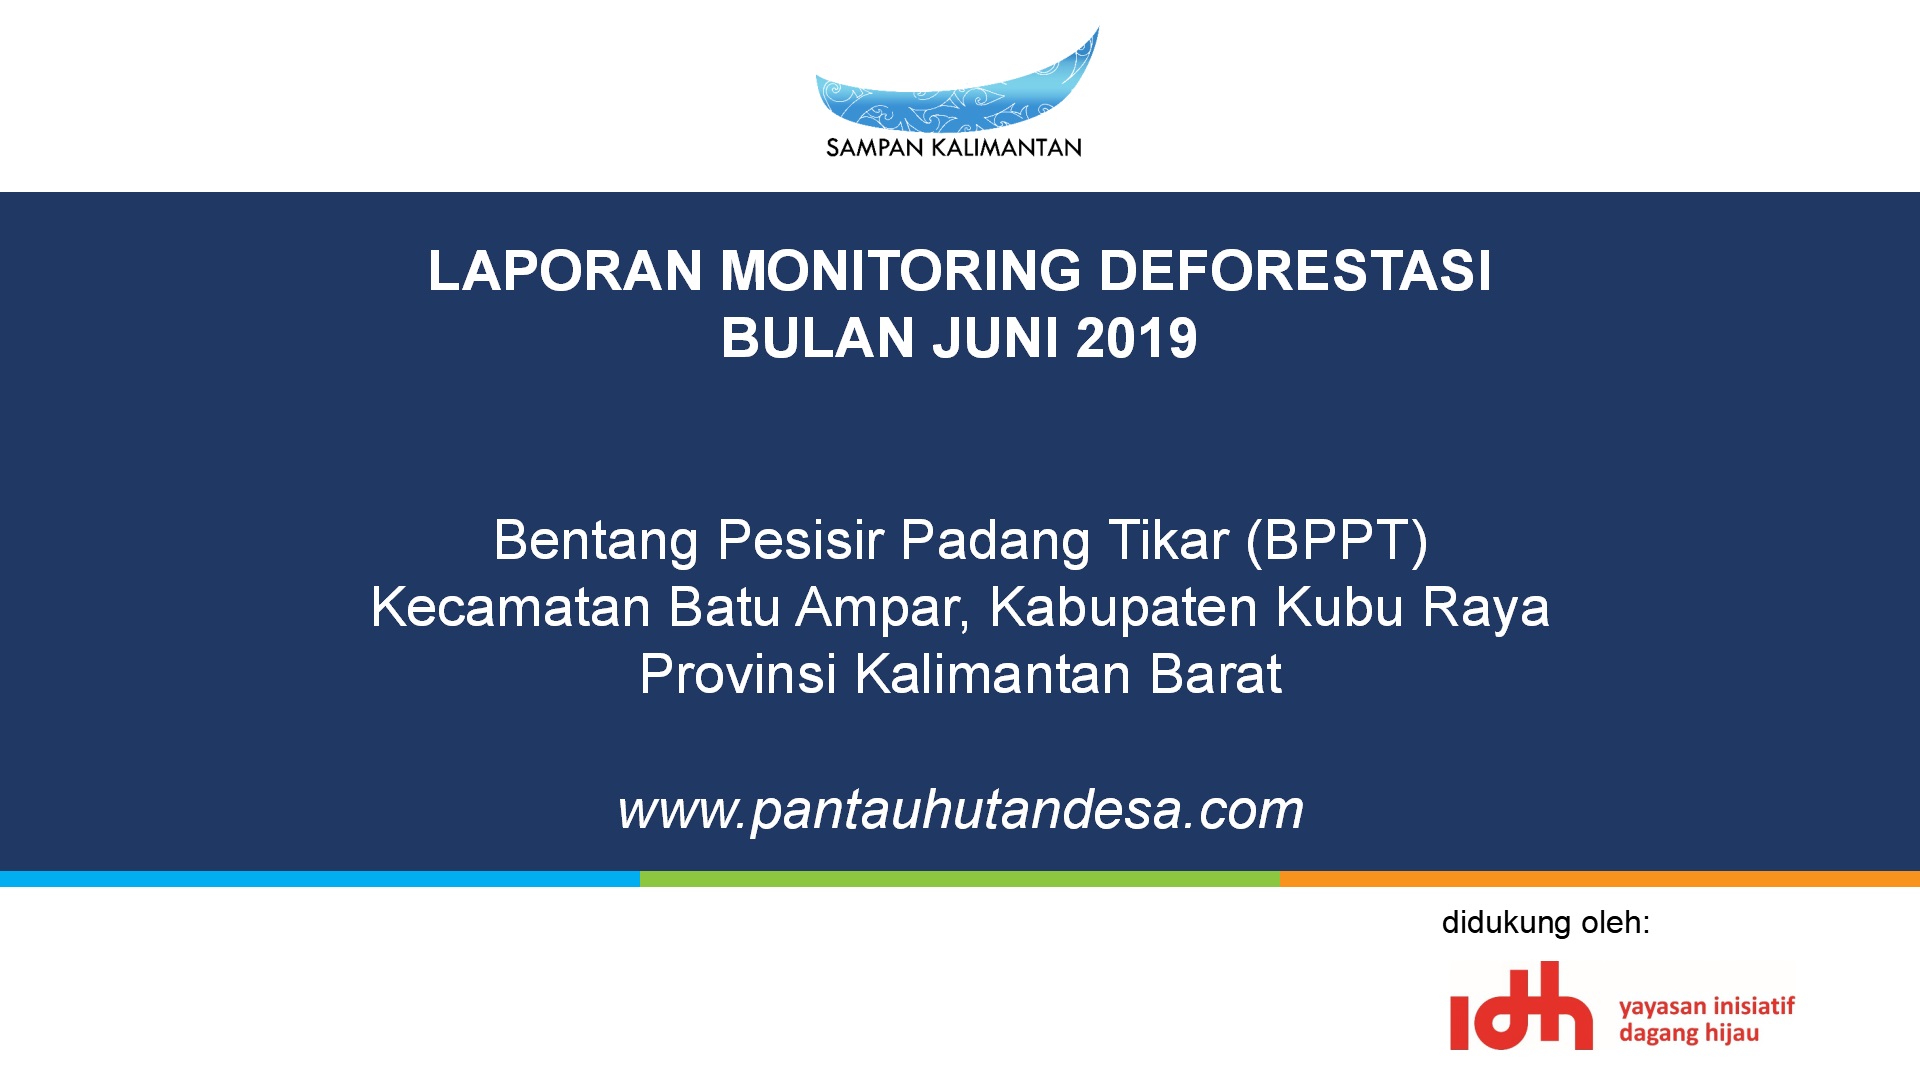 SAMPAN KALIMANTAN
LAPORAN MONITORING DEFORESTASI
BULAN JUNI 2019
Bentang Pesisir Padang Tikar (BPPT)
Kecamatan Batu Ampar, Kabupaten Kubu Raya
Provinsi Kalimantan Barat
www.pantauhutandesa.com
didukung oleh:
idh
yayasan inisiatif
dagang hijau